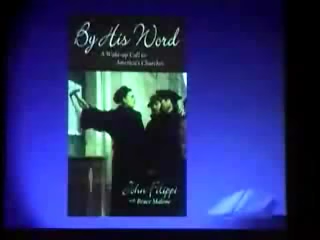 By His Word
A Wake-up Call to
America's Churches
John Filippi
with Bruce Malone